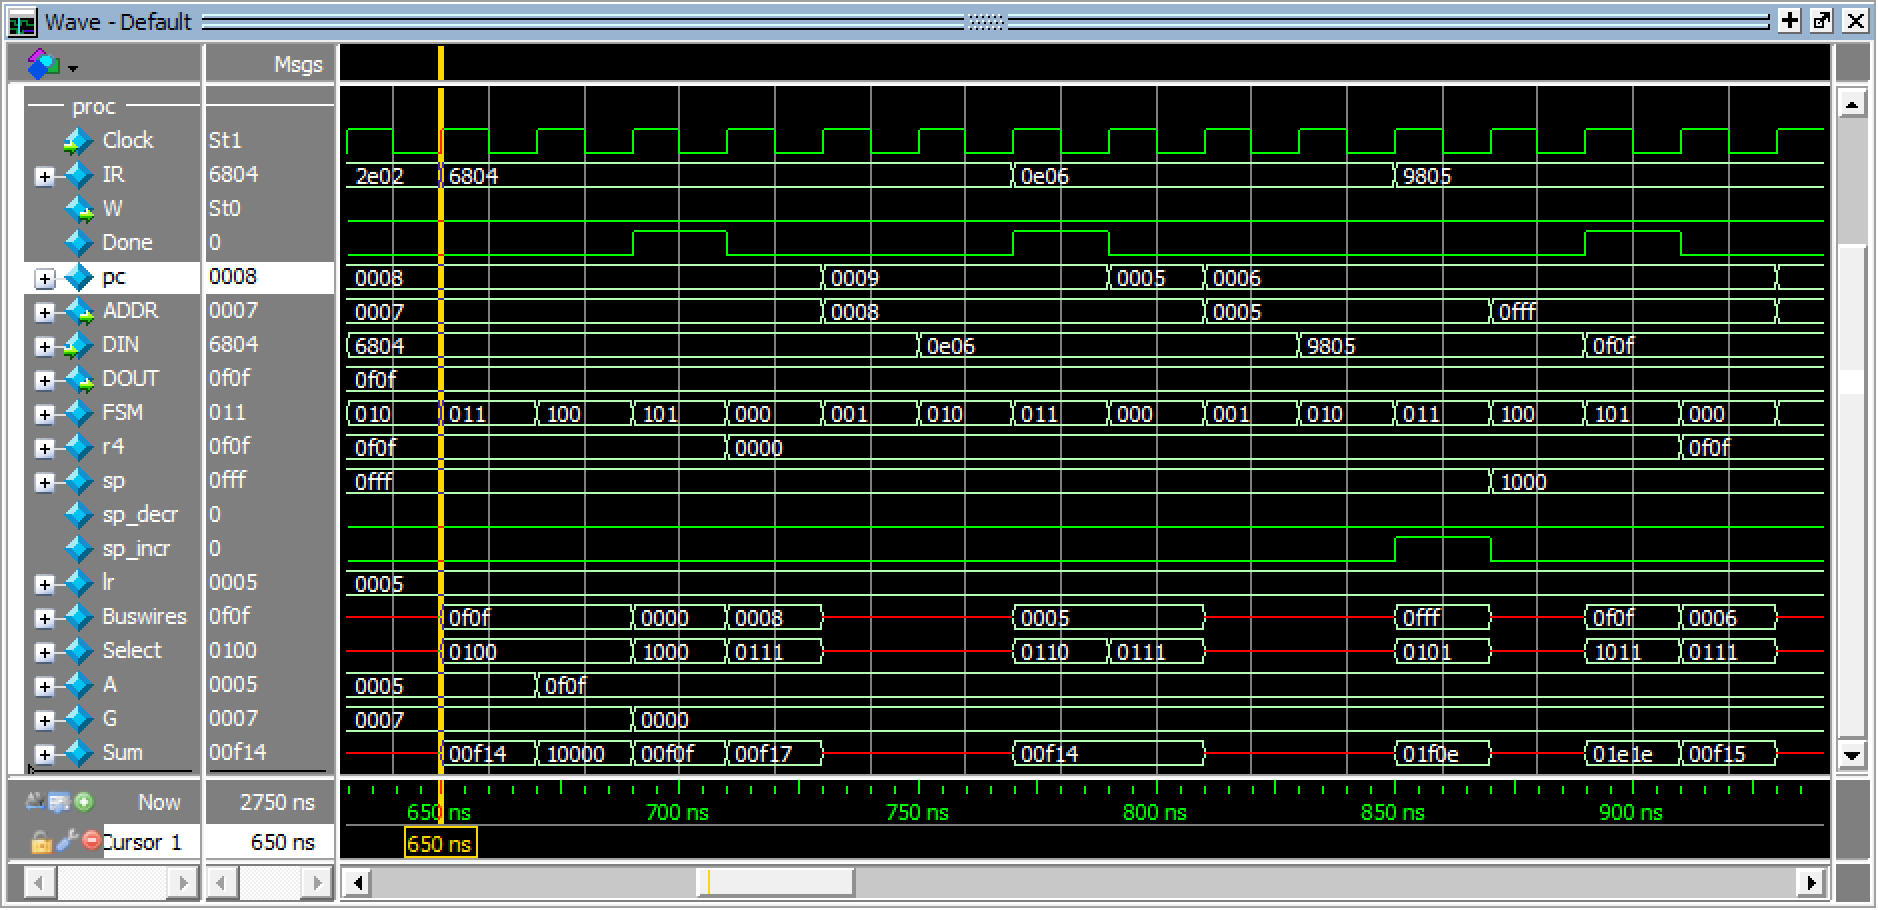 Wave - Default
Msgs
proc
Clock St1
IR 6804 2e02 6804 0e06 9805
W St0
Done 0
pc 0008 0008 0009 0005 0006
ADDR 0007 0007 0008 0005 0fff
DIN 6804 6804 0e06 9805 0f0f
DOUT 0f0f 0f0f
FSM 011 010 011 100 101 000 001 010 011 000 001 010 011 100 101 000
r4 0f0f 0f0f 0000 0f0f
sp 0fff 0fff 1000
sp_decr 0
sp_incr 0
lr 0005 0005
Buswires 0f0f 0f0f 0000 0008 0005 0fff 0f0f 0006
Select 0100 0100 1000 0111 0110 0111 0101 1011 0111
A 0005 0005 0f0f
G 0007 0007 0000
Sum 00f14 00f14 10000 00f0f 00f17 00f14 01f0e 01e1e 00f15
Now 2750 ns 650 ns 700 ns 750 ns 800 ns 850 ns 900 ns
Cursor 1 650 ns 650 ns